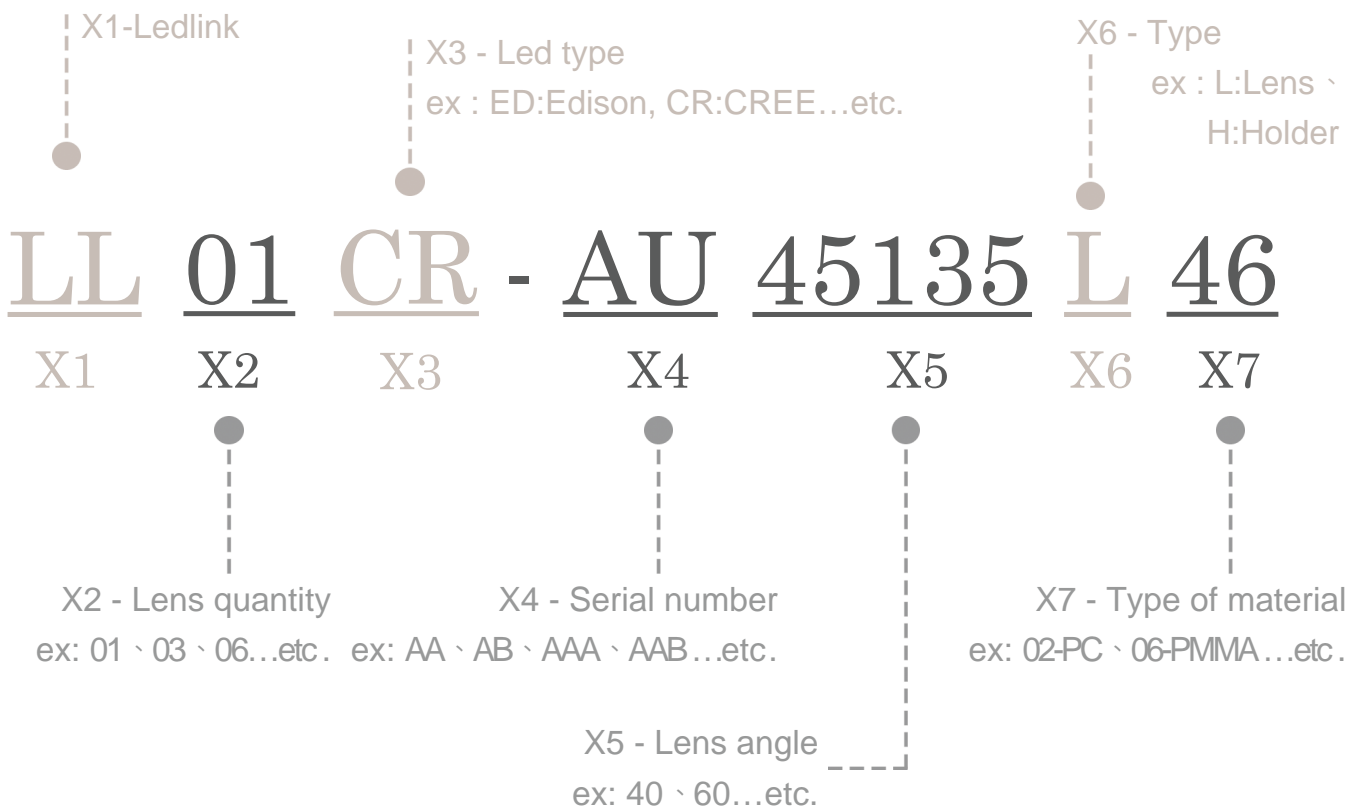 X1-Ledlink
X3 - Led type
ex : ED:Edison, CR:CREE…etc.
X6 - Type
ex : L:Lens、
H:Holder
LL 01 CR - AU 45135 L 46
X1 X2 X3 X4 X5 X6 X7
X2 - Lens quantity
ex: 01、03、06…etc.
X4 - Serial number
ex: AA、AB、AAA、AAB…etc.
X7 - Type of material
ex: 02-PC、06-PMMA…etc.
X5 - Lens angle
ex: 40、60…etc.